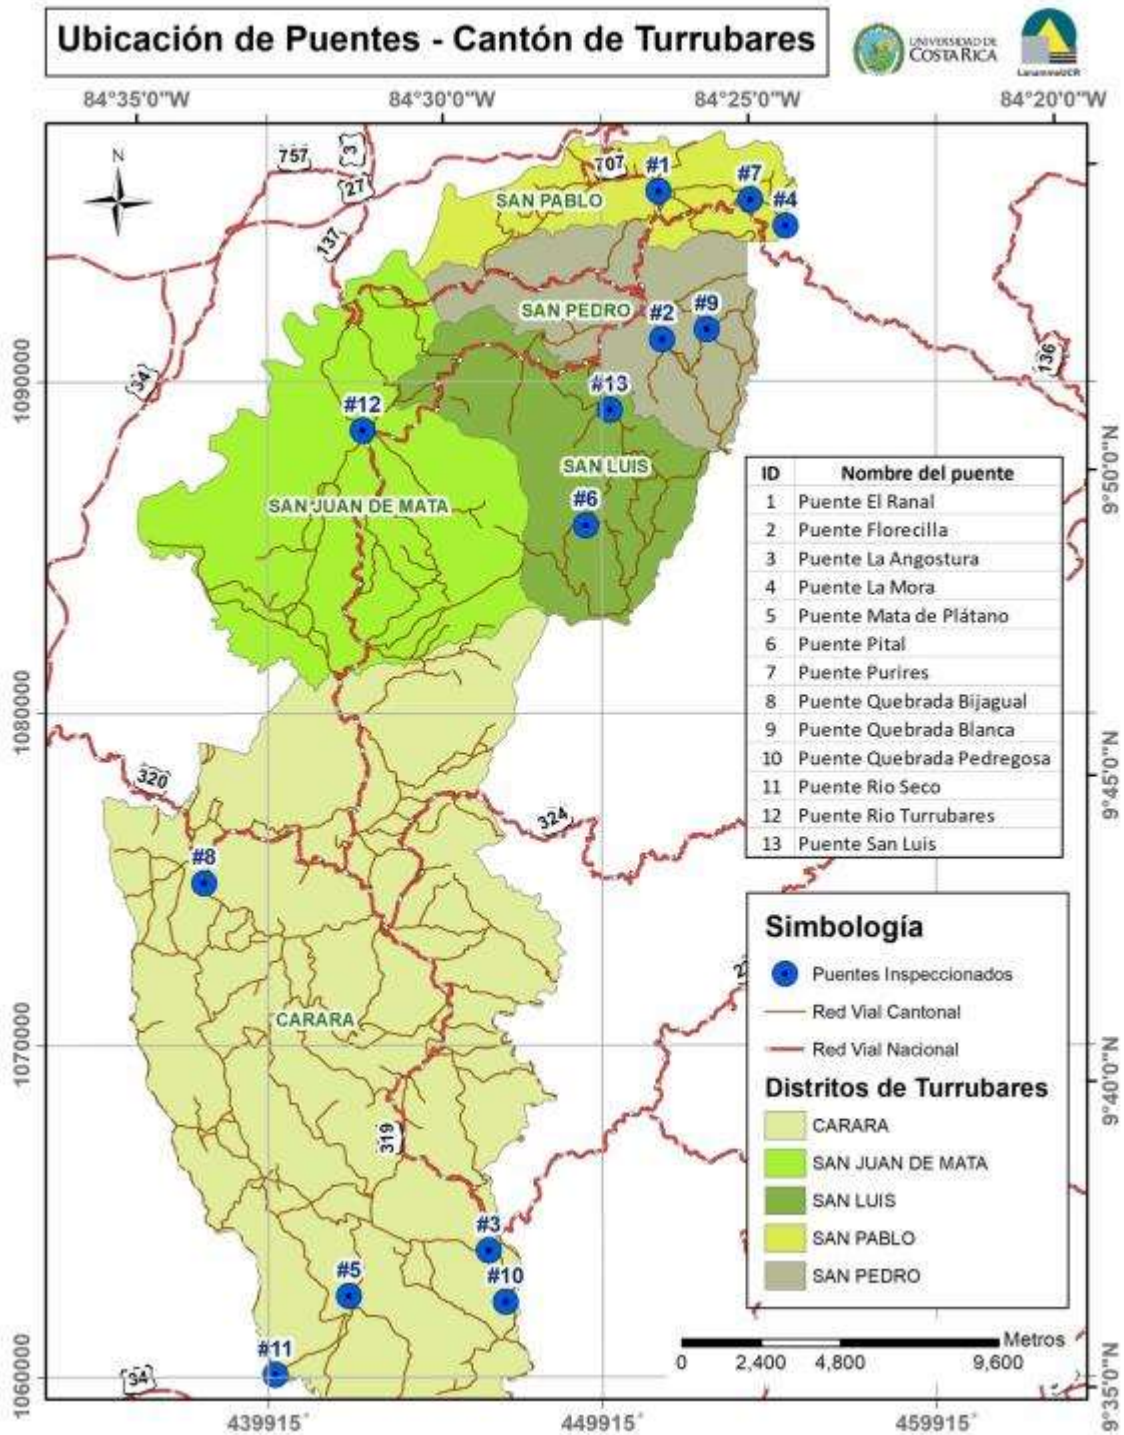 Ubicación de Puentes - Cantón de Turrubares
UNIVERSIDAD DE
COSTA RICA
LanammeUCR
84°35'0"W 84°30'0"W 84°25'0"W 84°20'0"W
N
757
3
27
137
707
#1
#7
#4
SAN PABLO
SAN PEDRO
#2
#9
136
34
1090000
#12
#13
SAN LUIS
9°50'0"N
SAN JUAN DE MATA
#6
ID Nombre del puente
1 Puente El Ranal
2 Puente Florecilla
3 Puente La Angostura
4 Puente La Mora
5 Puente Mata de Plátano
6 Puente Pital
7 Puente Purires
8 Puente Quebrada Bijagual
9 Puente Quebrada Blanca
10 Puente Quebrada Pedregosa
11 Puente Rio Seco
12 Puente Rio Turrubares
13 Puente San Luis
1080000
9°45'0"N
320
324
#8
Simbología
Puentes Inspeccionados
Red Vial Cantonal
Red Vial Nacional
Distritos de Turrubares
CARARA
SAN JUAN DE MATA
SAN LUIS
SAN PABLO
SAN PEDRO
CARARA
1070000
9°40'0"N
319
#3
#10
#5
#11
34
1060000
9°35'0"N
Metros
0 2,400 4,800 9,600
439915° 449915° 459915°